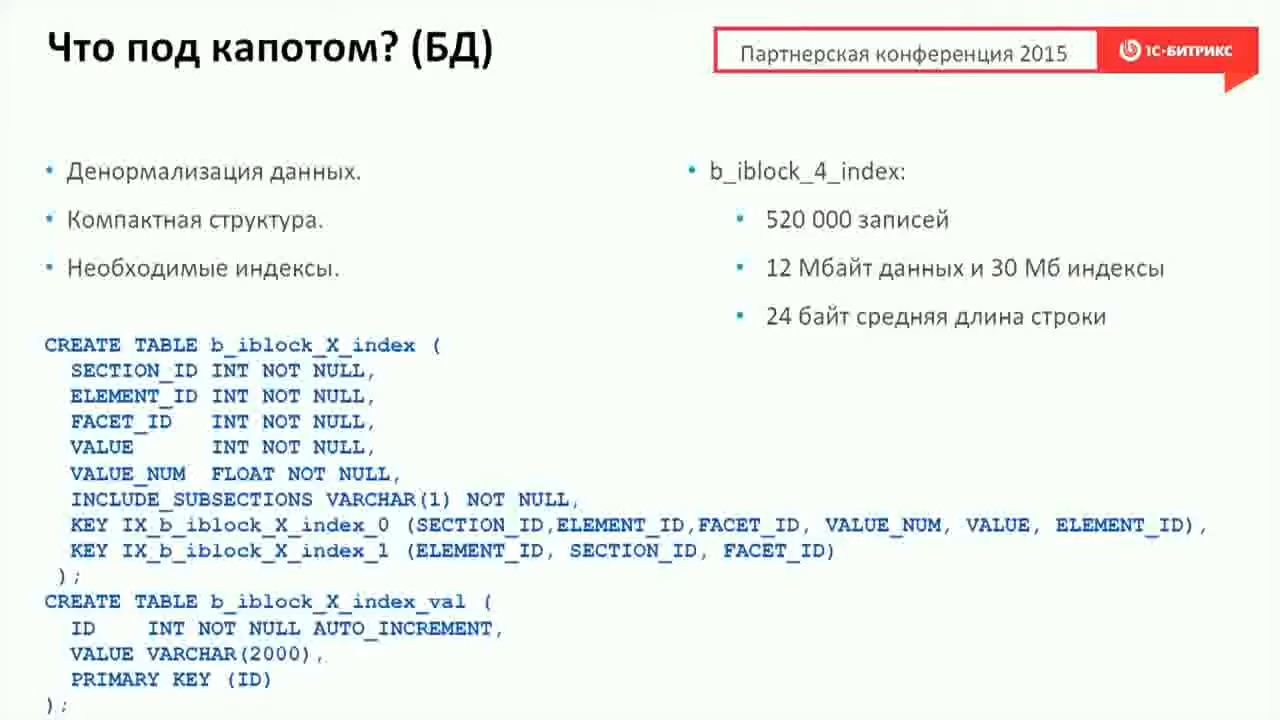 Что под капотом? (БД)
Партнерская конференция 2015
1С-БИТРИКС
• Денормализация данных.
• Компактная структура.
• Необходимые индексы.
• b_iblock_4_index:
• 520 000 записей
• 12 Мбайт данных и 30 Мб индексы
• 24 байт средняя длина строки
CREATE TABLE b_iblock_X_index (
SECTION_ID INT NOT NULL,
ELEMENT_ID INT NOT NULL,
FACET_ID INT NOT NULL,
VALUE INT NOT NULL,
VALUE_NUM FLOAT NOT NULL,
INCLUDE_SUBSECTIONS VARCHAR(1) NOT NULL,
KEY IX_b_iblock_X_index_0 (SECTION_ID,ELEMENT_ID,FACET_ID, VALUE_NUM, VALUE, ELEMENT_ID),
KEY IX_b_iblock_X_index_1 (ELEMENT_ID, SECTION_ID, FACET_ID)
);
CREATE TABLE b_iblock_X_index_val (
ID INT NOT NULL AUTO_INCREMENT,
VALUE VARCHAR(2000),
PRIMARY KEY (ID)
);